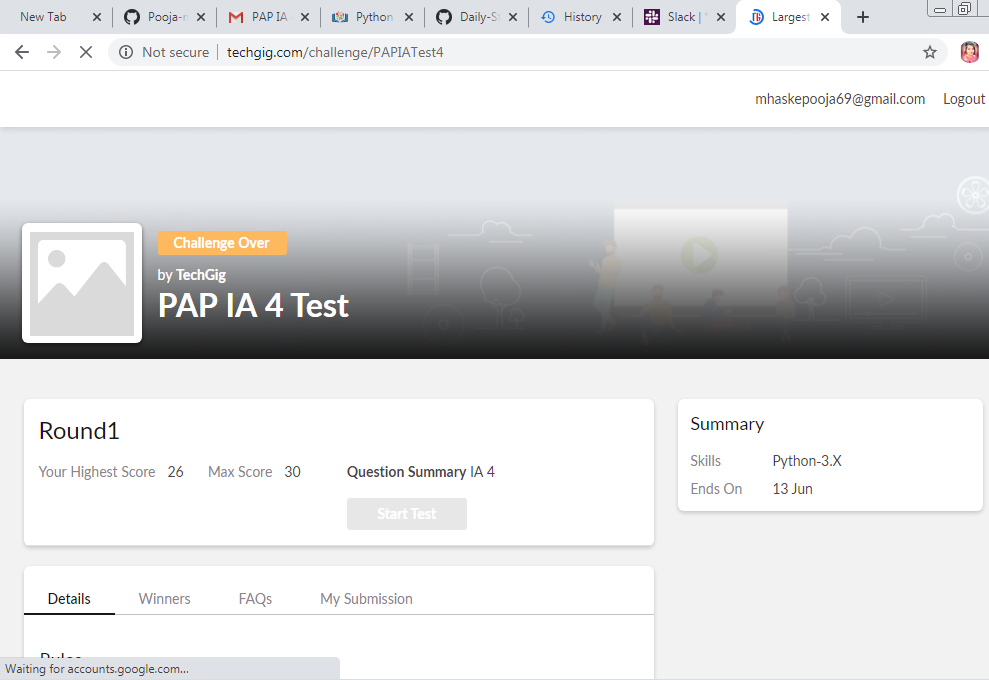 New Tab
Pooja-m
PAP IA
Python
Daily-S
History
Slack | *
Largest
Not secure | techgig.com/challenge/PAPIATest4
mhaskepooja69@gmail.com Logout
Challenge Over
by TechGig
PAP IA 4 Test
Round1
Your Highest Score 26 Max Score 30 Question Summary IA 4
Start Test
Summary
Skills Python-3.X
Ends On 13 Jun
Details Winners FAQs My Submission
Rules
Waiting for accounts.google.com...